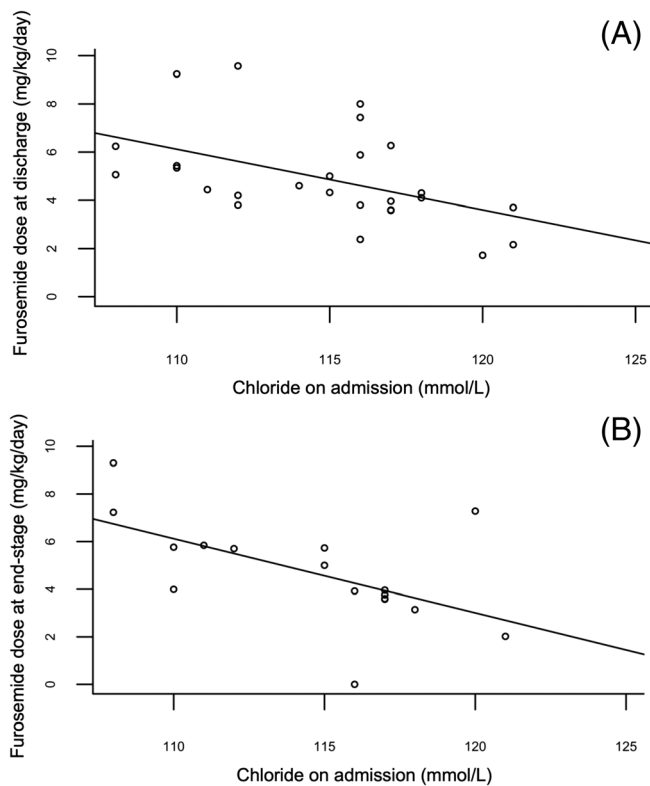 (A)
Furosemide dose at discharge (mg/kg/day)
10
8
6
4
2
0
110 115 120 125
Chloride on admission (mmol/L)
(B)
Furosemide dose at end-stage (mg/kg/day)
10
8
6
4
2
0
110 115 120 125
Chloride on admission (mmol/L)